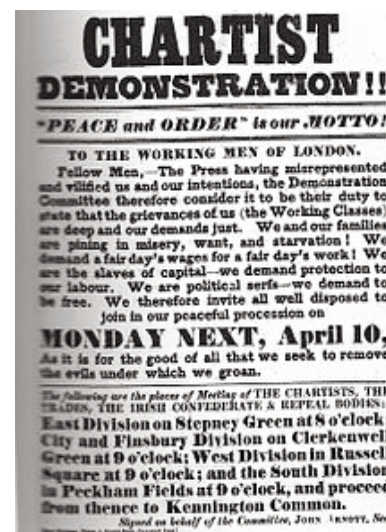 CHARTIST
DEMONSTRATION!!
"PEACE and ORDER" is our MOTTO!
TO THE WORKING MEN OF LONDON.
Fellow Men,—The Press having misrepresented
and vilified us and our intentions, the Demonstration
Committee therefore consider it to be their duty to
state that the grievances of us (the Working Classes)
are deep and our demands just. We and our families
are pining in misery, want, and starvation! We
demand a fair day's wages for a fair day's work! We
are the slaves of capital—we demand protection to
our labour. We are political serfs—we demand to
be free. We therefore invite all well disposed to
join in our peaceful procession on
MONDAY NEXT, April 10,
As it is for the good of all that we seek to remove
the evils under which we groan.
The following are the places of Meeting of THE CHARTISTS, THE
TRADES, THE IRISH CONFEDERATE & REPEAL BODIES:
East Division on Stepney Green at 8 o'clock
City and Finsbury Division on Clerkenwell
Green at 9 o'clock; West Division in Russel
Square at 9 o'clock; and the South Division
in Peckham Fields at 9 o'clock, and proceed
from thence to Kennington Common.
Signed on behalf of the Committee, JOHN ARNOTT, Se